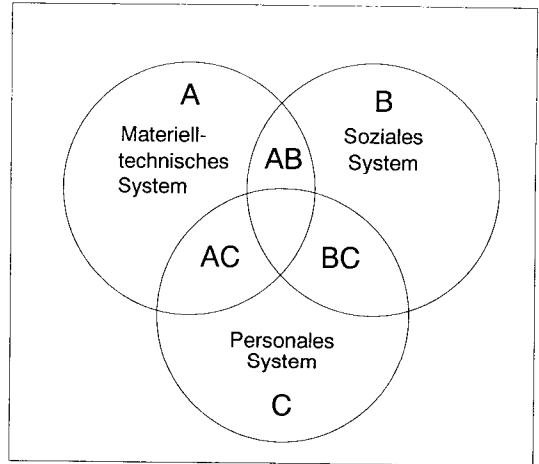 A
Materiell-
technisches
System
B
Soziales
System
AB
AC
BC
Personales
System
C